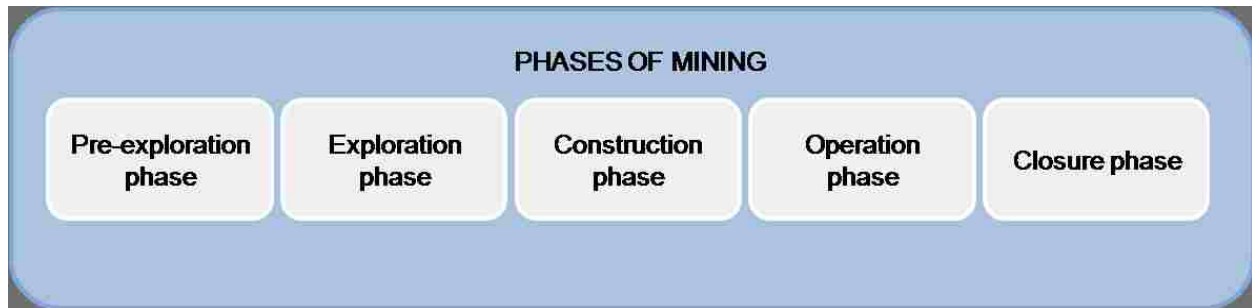 PHASES OF MINING
Pre-exploration
phase
Exploration
phase
Construction
phase
Operation
phase
Closure phase